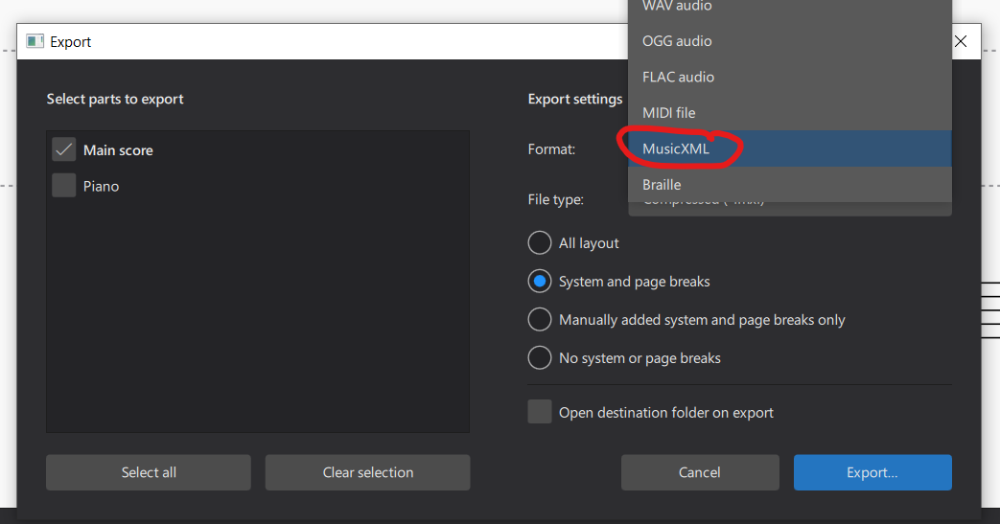 WAV audio
Export
OGG audio
FLAC audio
MIDI file
MusicXML
Braille
Select parts to export
Main score
Piano
Select all
Clear selection
Export settings
Format:
File type:
All layout
System and page breaks
Manually added system and page breaks only
No system or page breaks
Open destination folder on export
Cancel
Export...